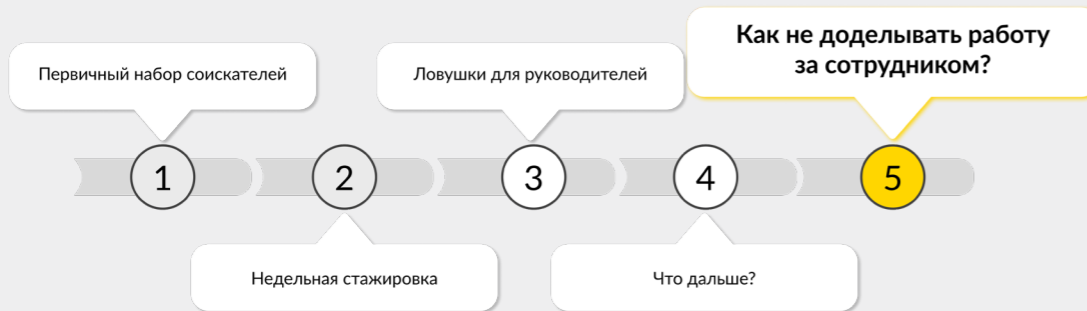 Первичный набор соискателей
Ловушки для руководителей
Как не доделывать работу
за сотрудником?
1
2
3
4
5
Недельная стажировка
Что дальше?